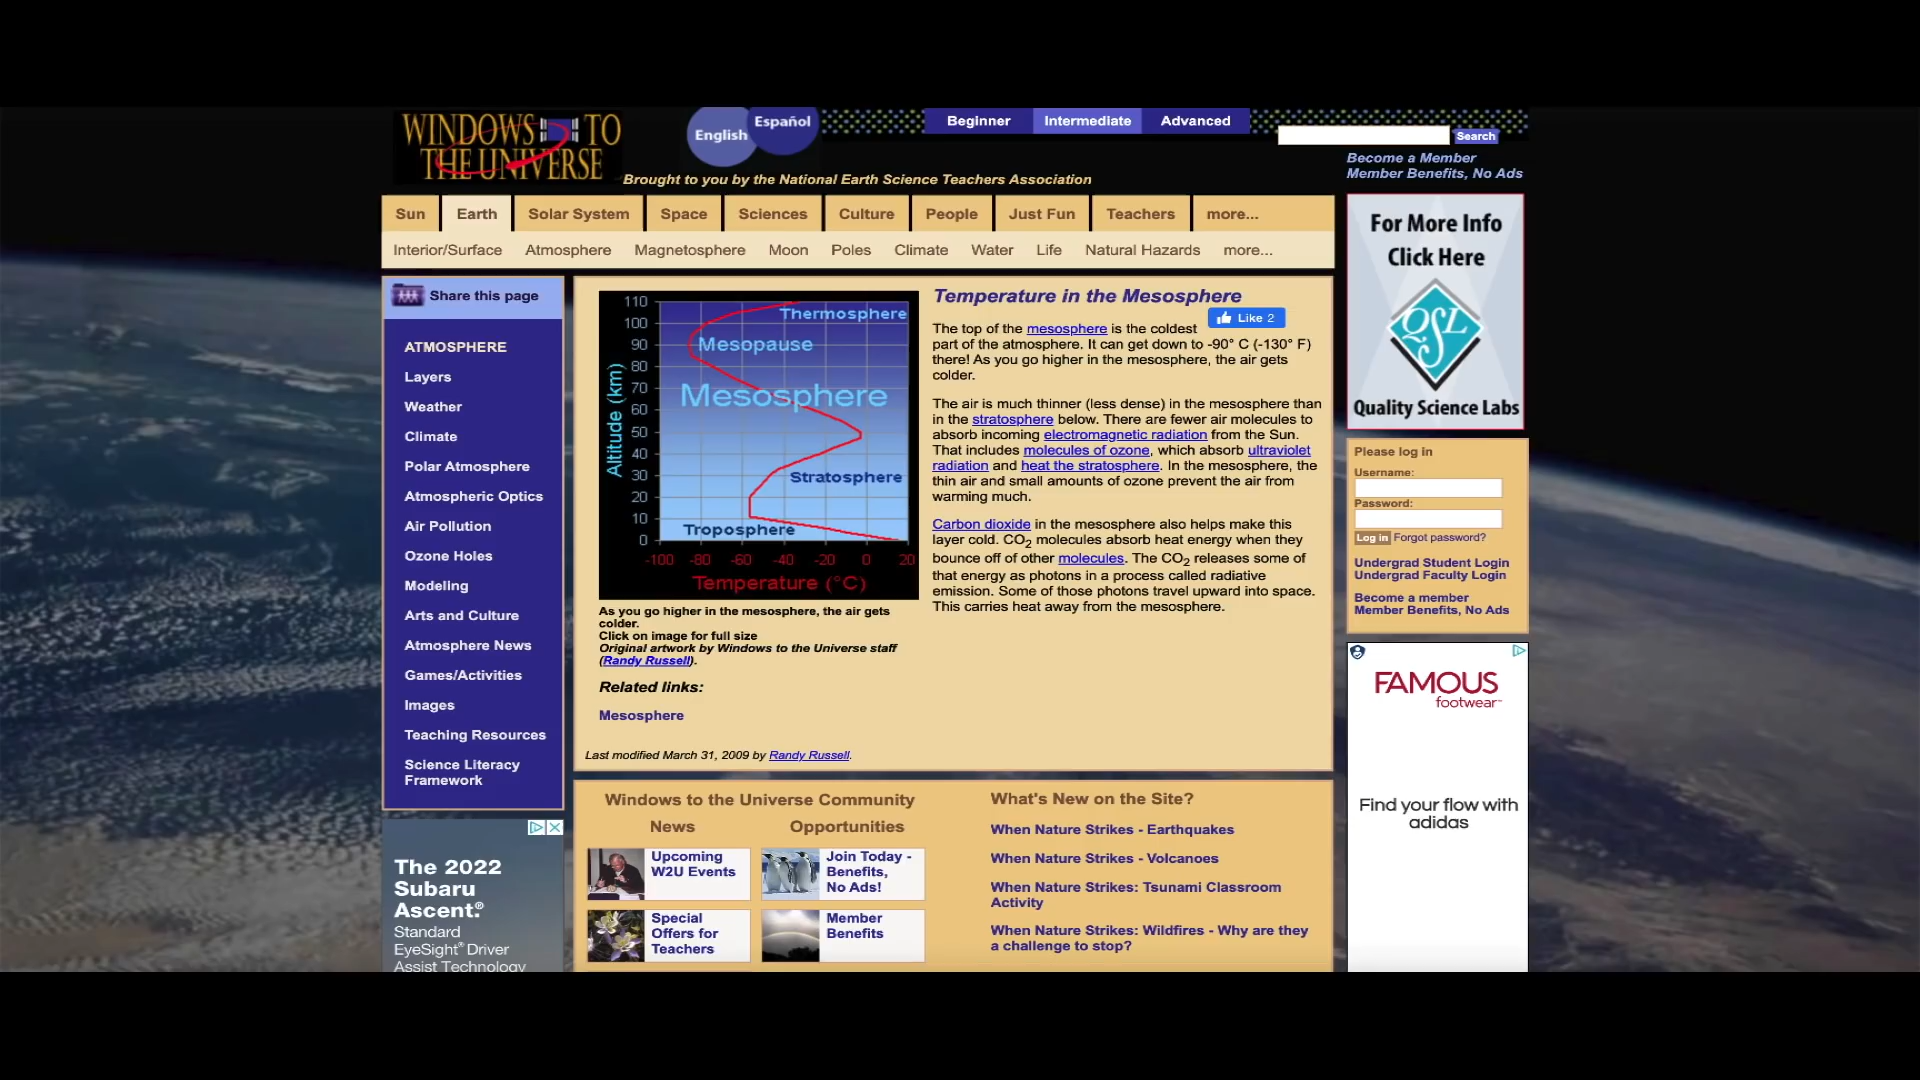 WINDOWS TO
THE UNIVERSE
English
Español
Beginner
Intermediate
Advanced
Search
Become a Member
Member Benefits, No Ads
Brought to you by the National Earth Science Teachers Association
Sun
Earth
Solar System
Space
Sciences
Culture
People
Just Fun
Teachers
more...
Interior/Surface
Atmosphere
Magnetosphere
Moon
Poles
Climate
Water
Life
Natural Hazards
more...
Share this page
ATMOSPHERE
Layers
Weather
Climate
Polar Atmosphere
Atmospheric Optics
Air Pollution
Ozone Holes
Modeling
Arts and Culture
Atmosphere News
Games/Activities
Images
Teaching Resources
Science Literacy
Framework
The 2022
Subaru
Ascent.®
Standard
EyeSight® Driver
Assist Technology
110
100
90
80
70
60
50
40
30
20
10
0
Altitude (km)
Thermosphere
Mesopause
Mesosphere
Stratosphere
Troposphere
-100 -80 -60 -40 -20 0 20
Temperature (°C)
As you go higher in the mesosphere, the air gets
colder.
Click on image for full size
Original artwork by Windows to the Universe staff
(Randy Russell).
Related links:
Mesosphere
Last modified March 31, 2009 by Randy Russell.
Temperature in the Mesosphere
Like 2
The top of the mesosphere is the coldest
part of the atmosphere. It can get down to -90° C (-130° F)
there! As you go higher in the mesosphere, the air gets
colder.
The air is much thinner (less dense) in the mesosphere than
in the stratosphere below. There are fewer air molecules to
absorb incoming electromagnetic radiation from the Sun.
That includes molecules of ozone, which absorb ultraviolet
radiation and heat the stratosphere. In the mesosphere, the
thin air and small amounts of ozone prevent the air from
warming much.
Carbon dioxide in the mesosphere also helps make this
layer cold. CO2 molecules absorb heat energy when they
bounce off of other molecules. The CO2 releases some of
that energy as photons in a process called radiative
emission. Some of those photons travel upward into space.
This carries heat away from the mesosphere.
Windows to the Universe Community
News
Opportunities
Upcoming
W2U Events
Join Today -
Benefits,
No Ads!
Special
Offers for
Teachers
Member
Benefits
What's New on the Site?
When Nature Strikes - Earthquakes
When Nature Strikes - Volcanoes
When Nature Strikes: Tsunami Classroom
Activity
When Nature Strikes: Wildfires - Why are they
a challenge to stop?
For More Info
Click Here
QSL
Quality Science Labs
Please log in
Username:
Password:
Log in Forgot password?
Undergrad Student Login
Undergrad Faculty Login
Become a member
Member Benefits, No Ads
FAMOUS
footwear™
Find your flow with
adidas